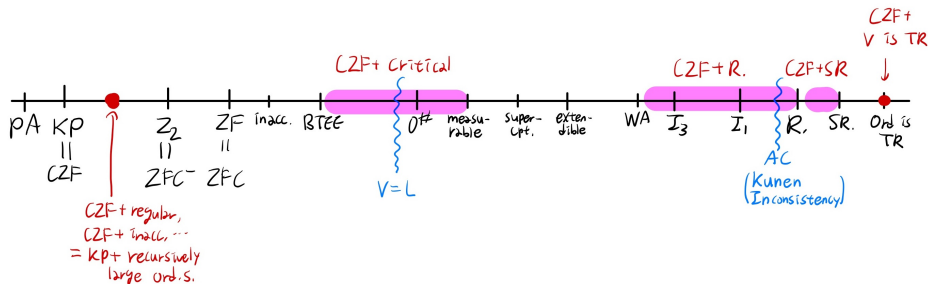 CZF+
V is TR
CZF+ Critical
CZF+R.
CZF+SR
PA
KP
Z₂
ZF
inacc.
BTEE
0#
measu-
rable
super-
cpt.
exten-
dible
WA
I₃
I₁
R.
SR.
Ord is
TR
=
CZF
=
ZFC⁻
=
ZFC
V=L
AC
(Kunen
Inconsistency)
CZF+regular,
CZF+inacc,...
= KP+ recursively
large ord.s.